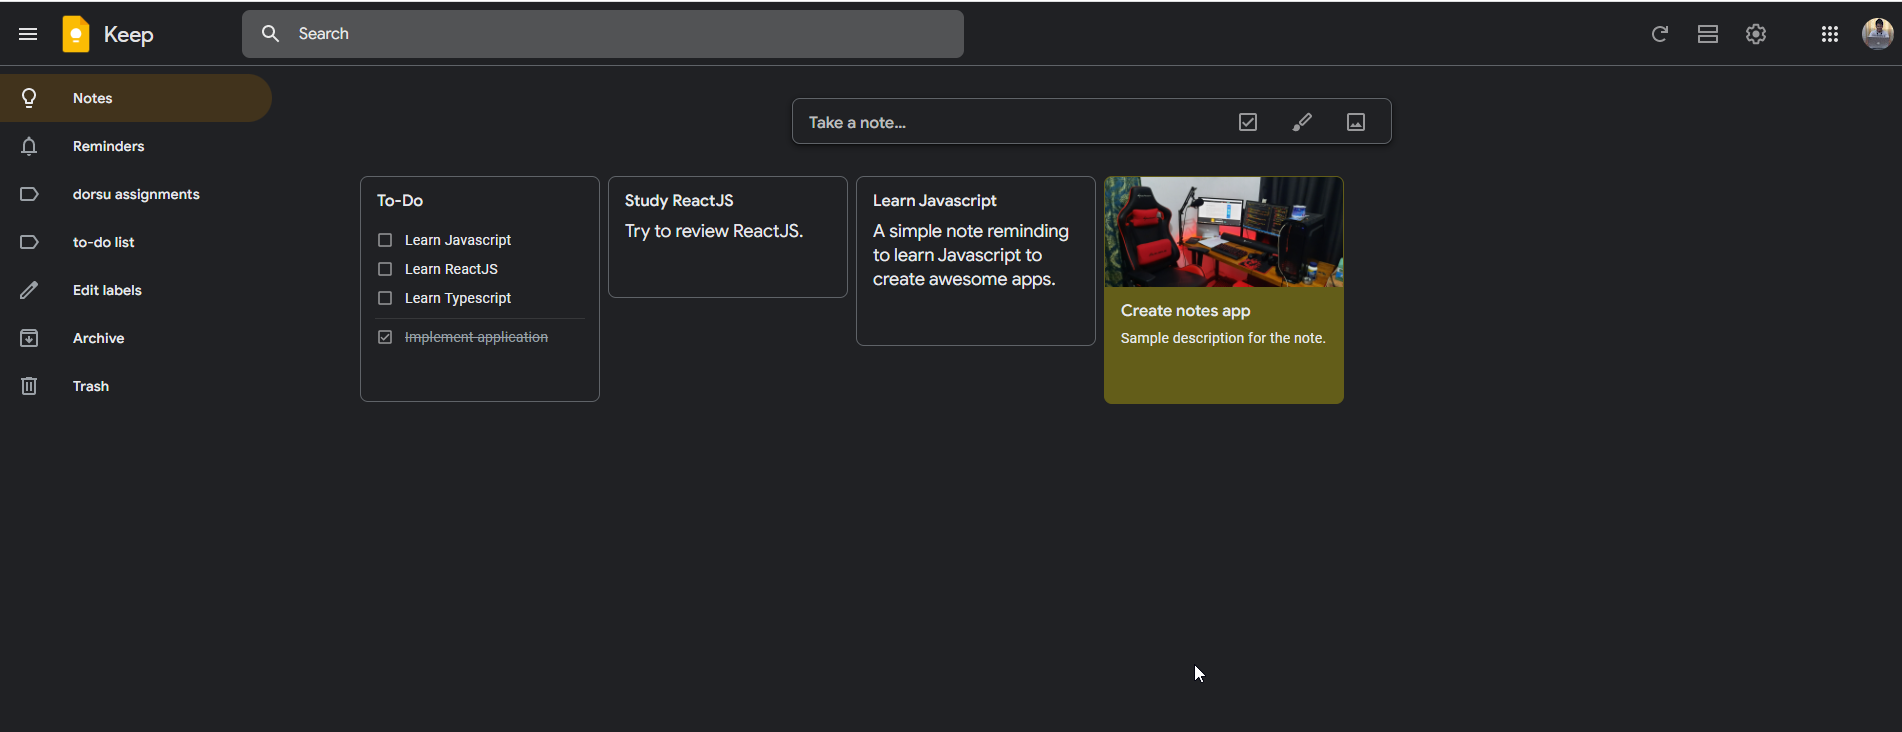 Keep
Search
Notes
Reminders
dorsu assignments
to-do list
Edit labels
Archive
Trash
Take a note...
To-Do
Learn Javascript
Learn ReactJS
Learn Typescript
Implement application
Study ReactJS
Try to review ReactJS.
Learn Javascript
A simple note reminding
to learn Javascript to
create awesome apps.
Create notes app
Sample description for the note.